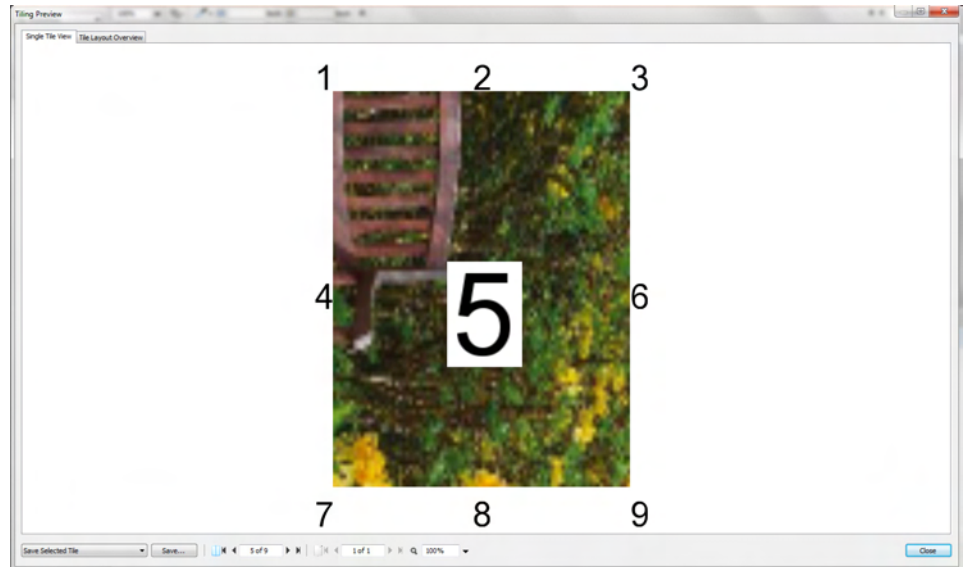 Tiling Preview
Single Tile View Tile Layout Overview
1 2 3
4 5 6
7 8 9
Save Selected Tile Save... 5 of 9 1 of 1 100% Close